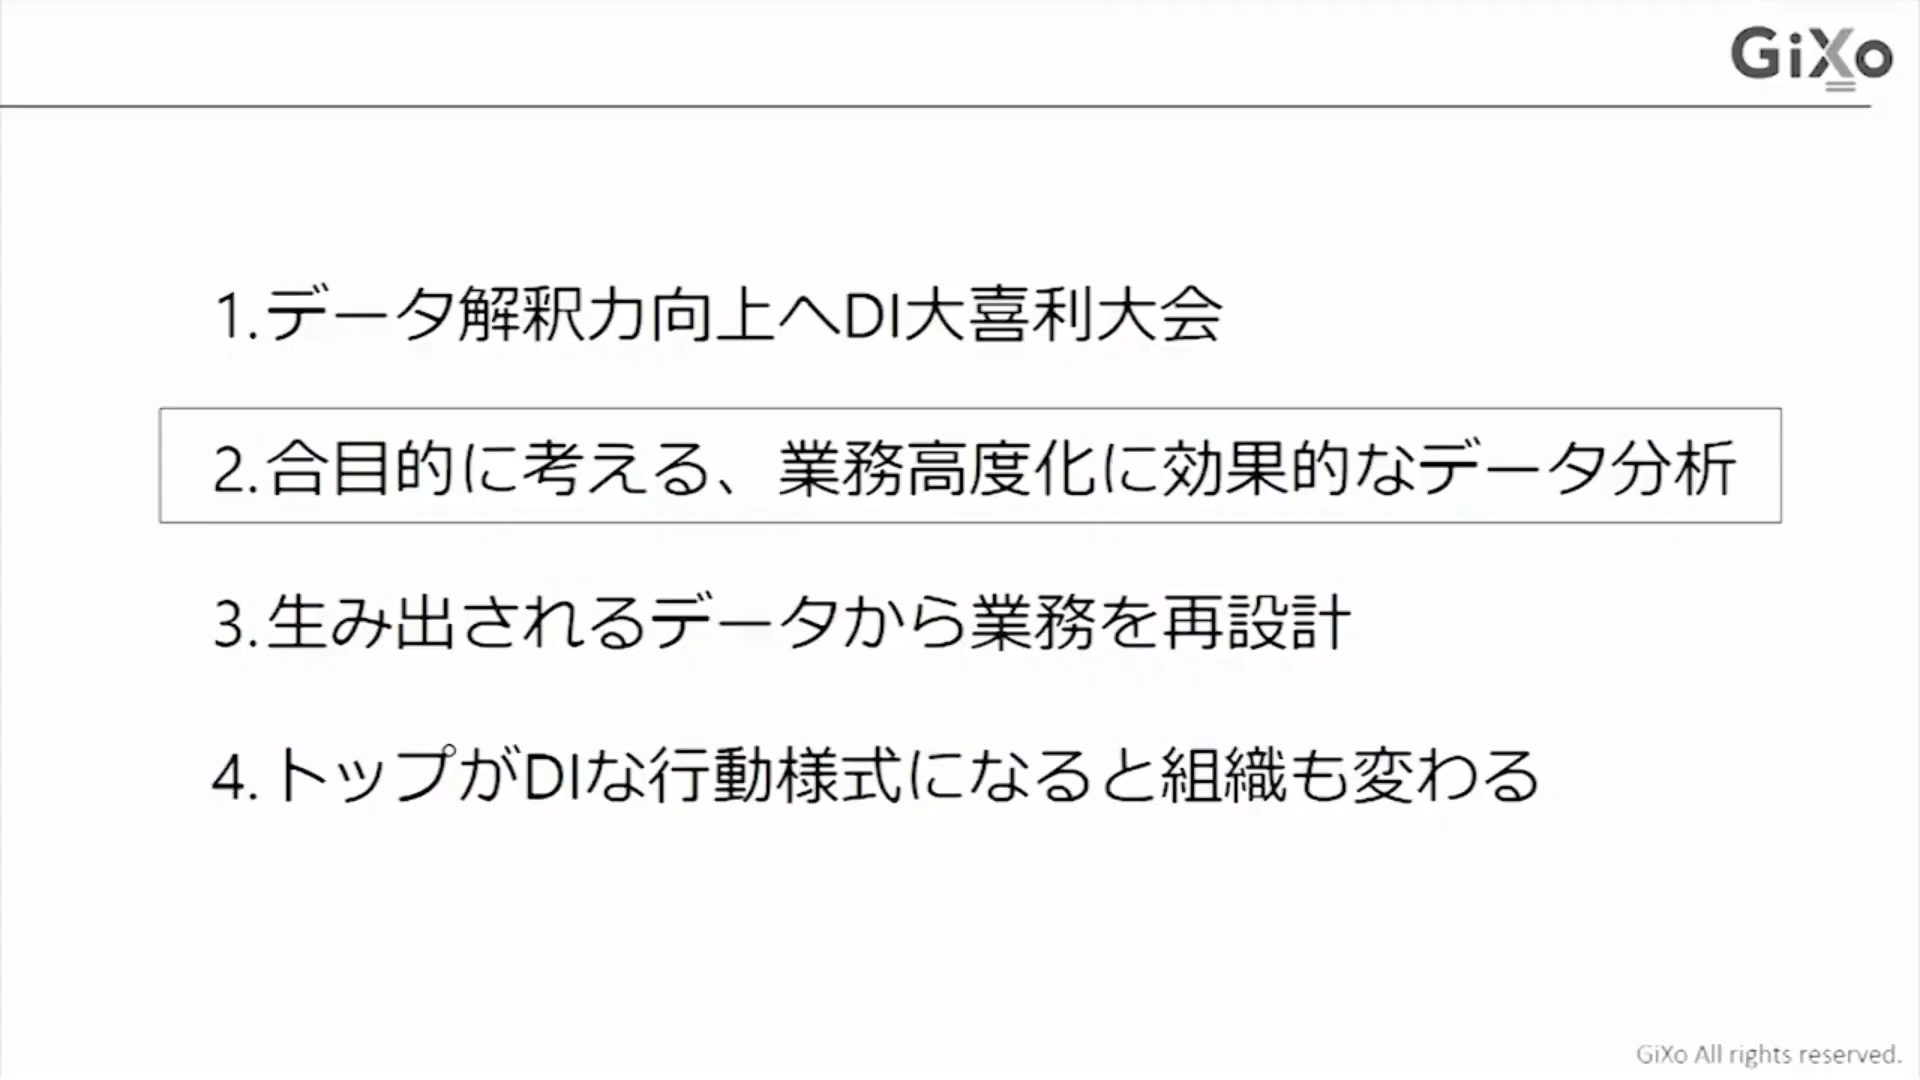 GiXo
1.データ解釈力向上へDI大喜利大会
2.合目的に考える、業務高度化に効果的なデータ分析
3.生み出されるデータから業務を再設計
4.トップがDIな行動様式になると組織も変わる
GiXo All rights reserved.